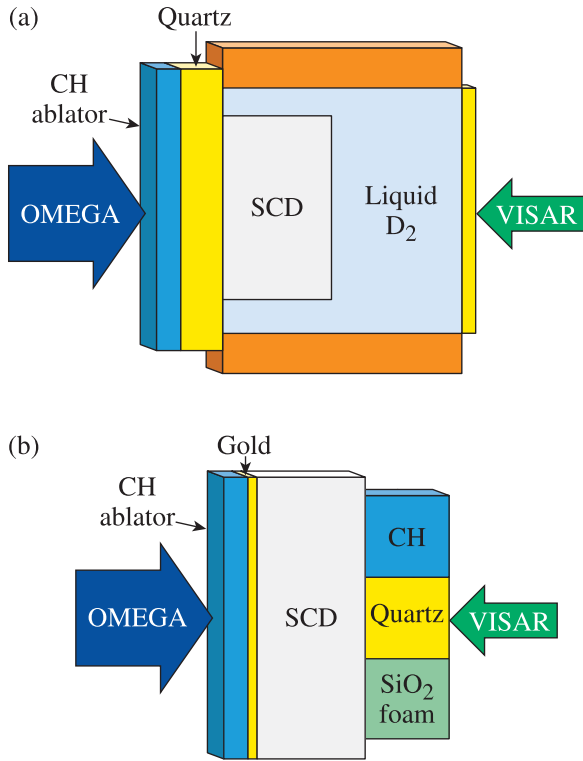 (a)
Quartz
CH
ablator
OMEGA
SCD
Liquid
D2
VISAR
(b)
Gold
CH
ablator
OMEGA
SCD
CH
Quartz
SiO2
foam
VISAR